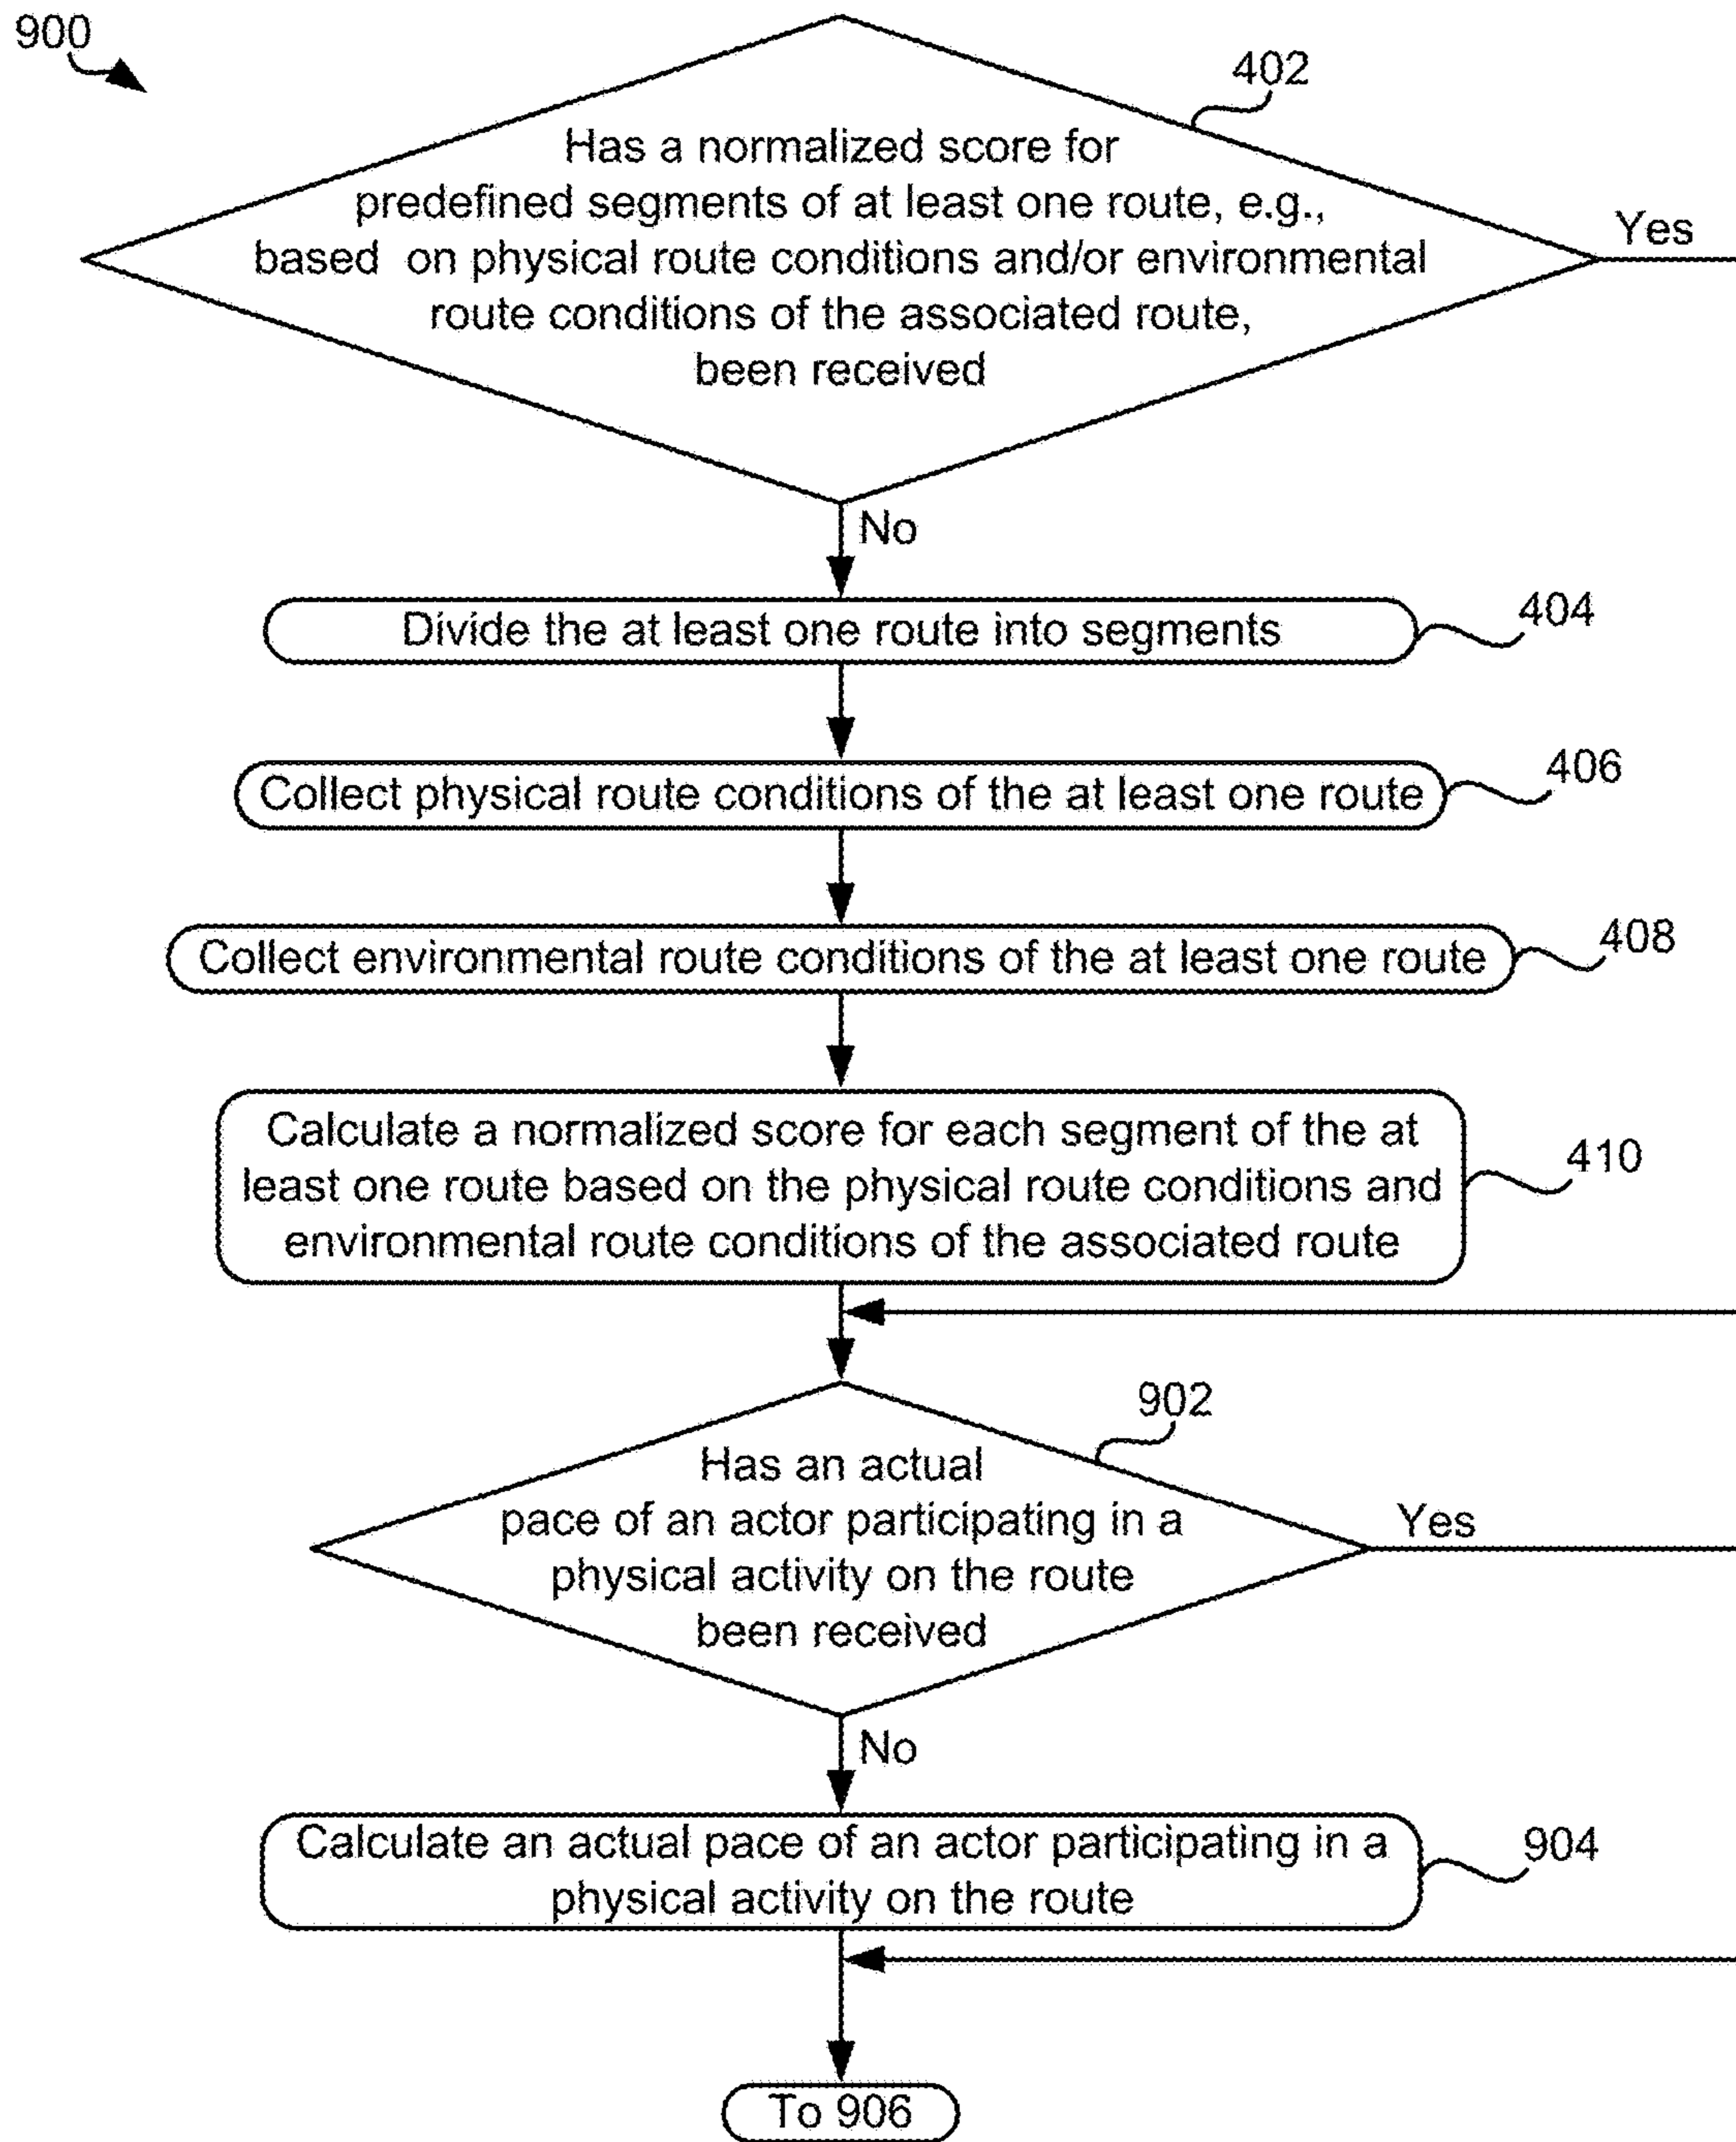 900
402
Has a normalized score for
predefined segments of at least one route, e.g.,
based on physical route conditions and/or environmental
route conditions of the associated route,
been received
Yes
No
Divide the at least one route into segments
404
Collect physical route conditions of the at least one route
406
Collect environmental route conditions of the at least one route
408
Calculate a normalized score for each segment of the at
least one route based on the physical route conditions and
environmental route conditions of the associated route
410
902
Has an actual
pace of an actor participating in a
physical activity on the route
been received
Yes
No
Calculate an actual pace of an actor participating in a
physical activity on the route
904
To 906